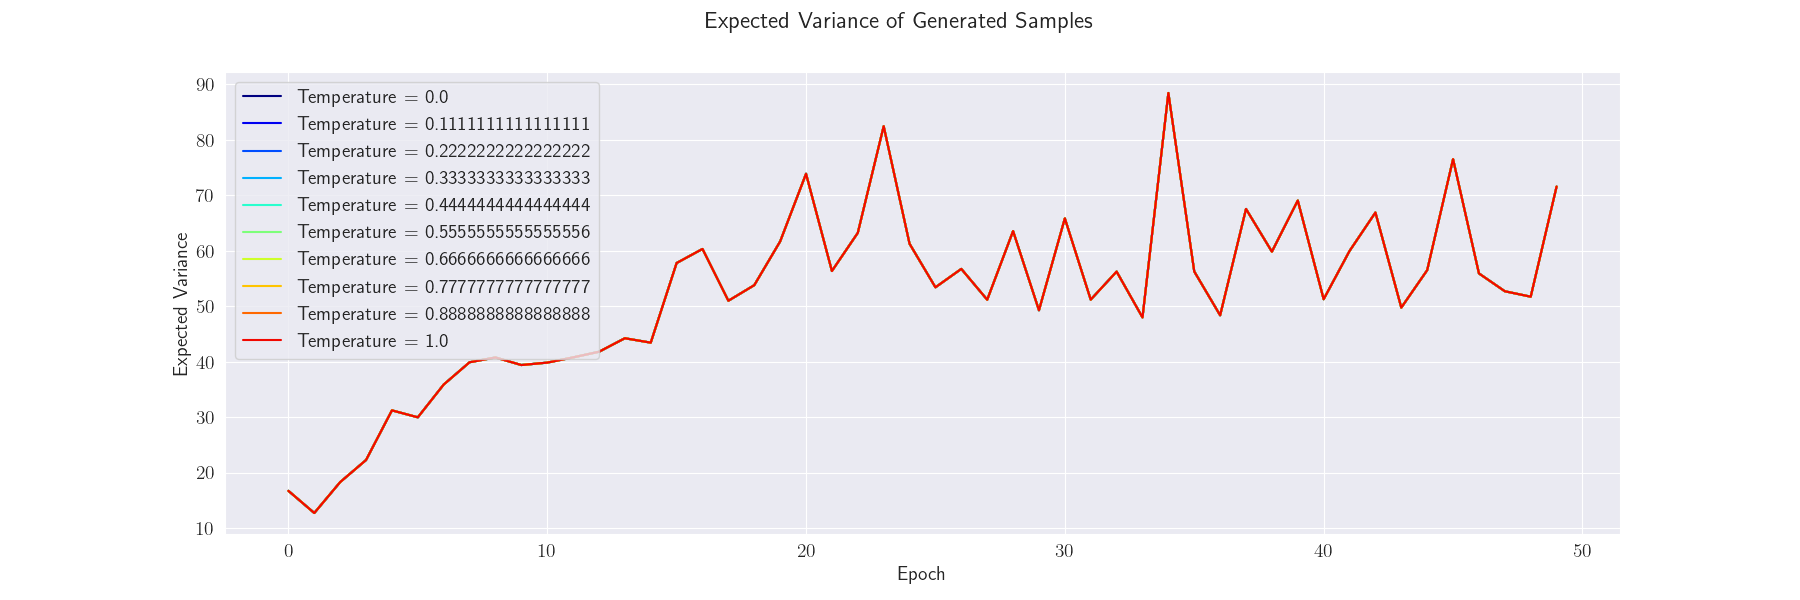 Expected Variance of Generated Samples
90
80
70
60
50
40
30
20
10
Expected Variance
Temperature = 0.0
Temperature = 0.1111111111111111
Temperature = 0.2222222222222222
Temperature = 0.3333333333333333
Temperature = 0.4444444444444444
Temperature = 0.5555555555555556
Temperature = 0.6666666666666666
Temperature = 0.7777777777777777
Temperature = 0.8888888888888888
Temperature = 1.0
0 10 20 30 40 50
Epoch